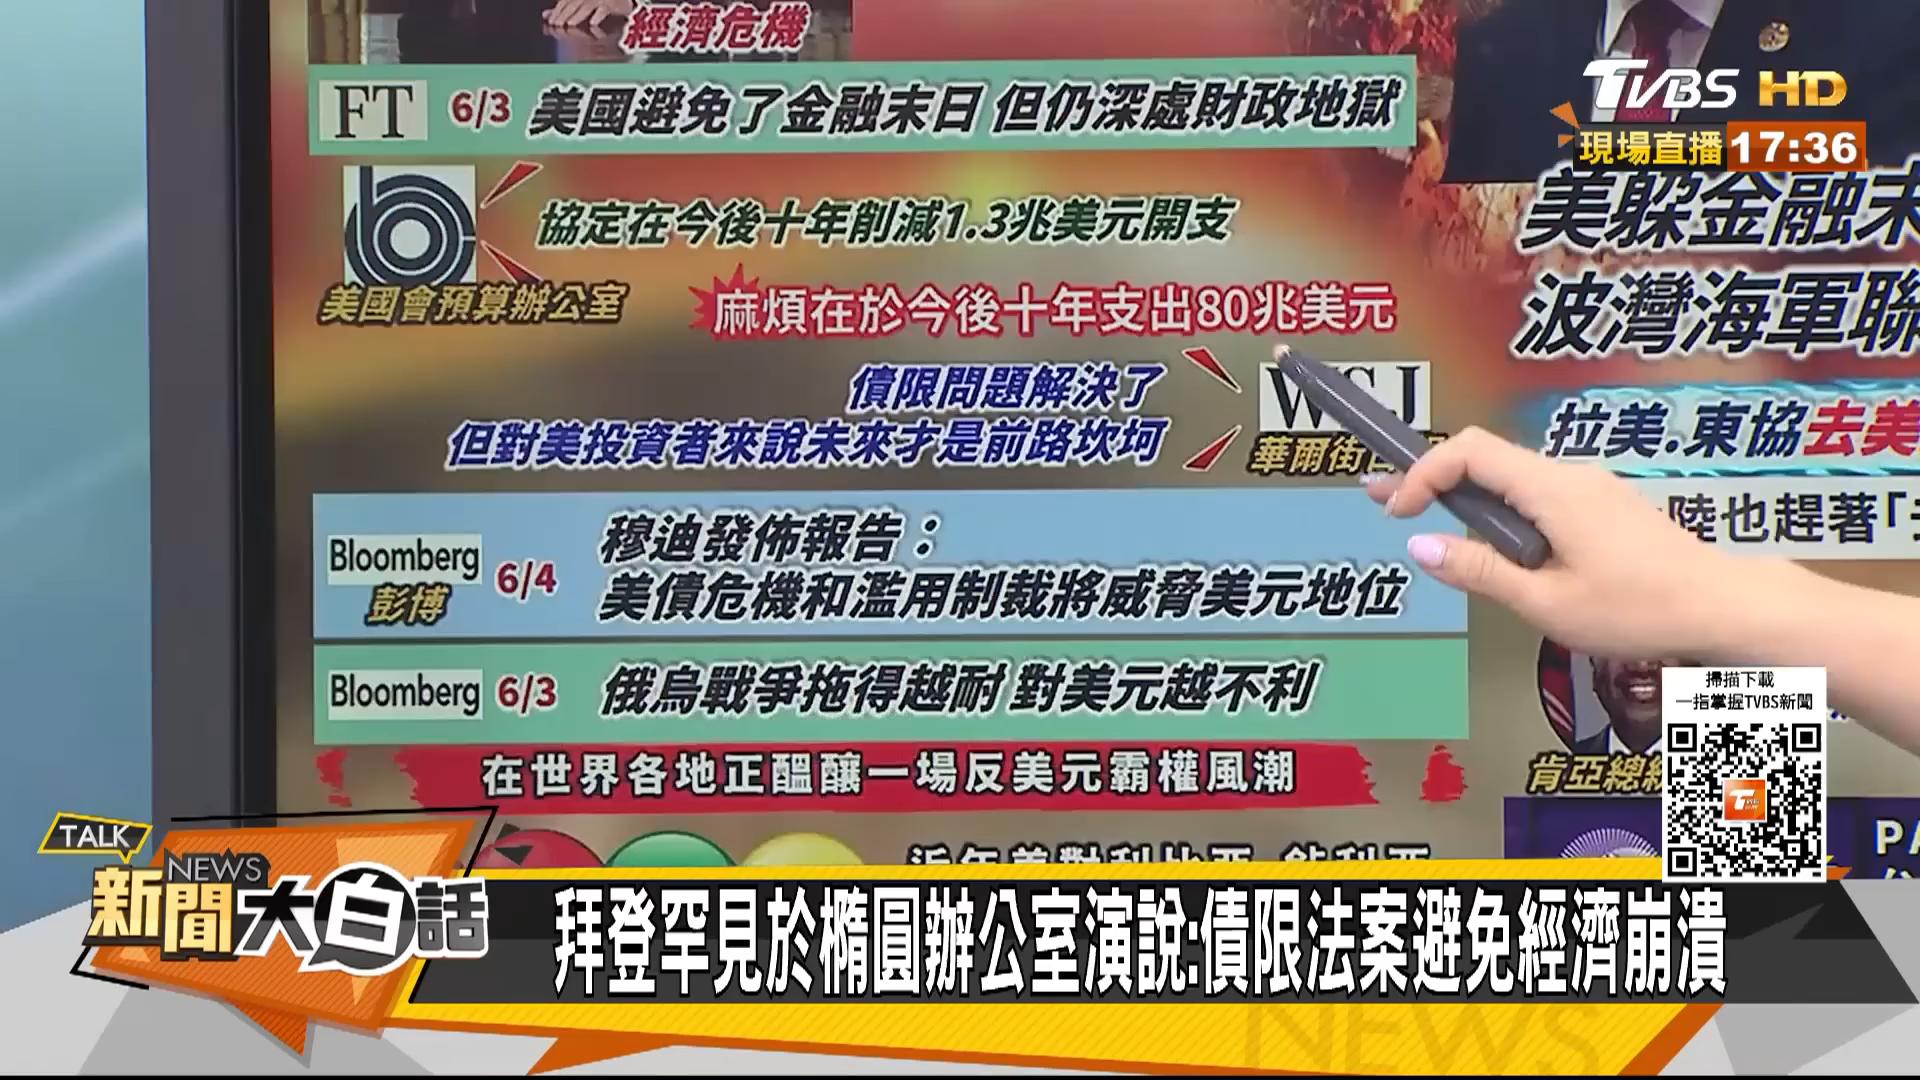 經濟危機
FT 6/3 美國避免了金融末日 但仍深處財政地獄
協定在今後十年削減1.3兆美元開支
美國會預算辦公室
麻煩在於今後十年支出80兆美元
債限問題解決了
但對美投資者來說未來才是前路坎坷
WSJ
華爾街
Bloomberg
彭博
6/4
穆迪發佈報告：
美債危機和濫用制裁將威脅美元地位
Bloomberg 6/3 俄烏戰爭拖得越耐 對美元越不利
在世界各地正醞釀一場反美元霸權風潮
TVBS HD
現場直播 17:36
美躲金融末
波灣海軍聯
拉美.東協去美
陸也趕著「
肯亞總統
掃描下載
一指掌握TVBS新聞
PA
TALK
NEWS
新聞大白話
拜登罕見於橢圓辦公室演說:債限法案避免經濟崩潰
NEWS